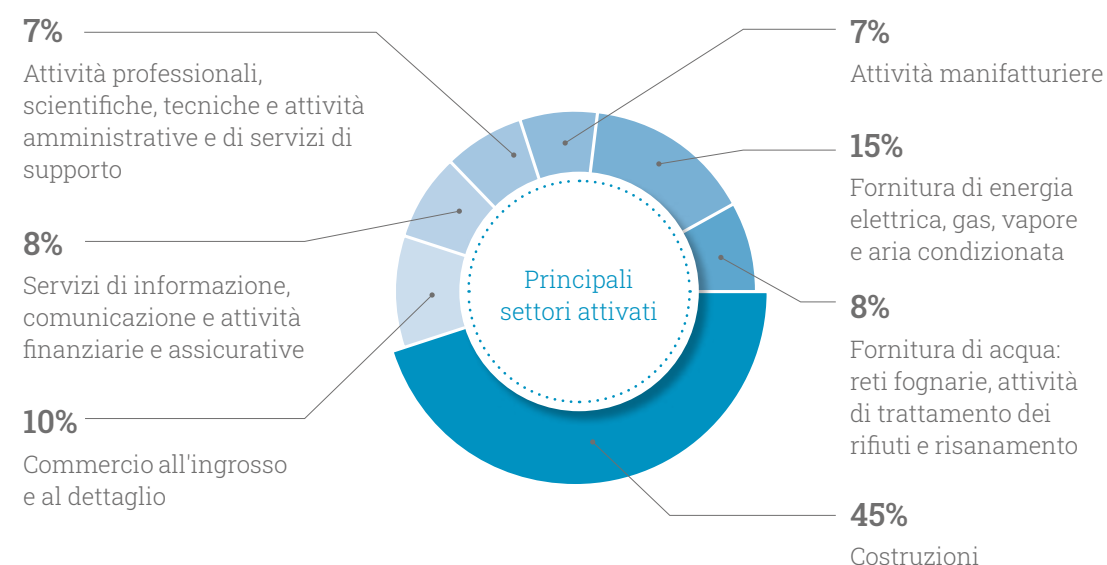 7%
Attività professionali,
scientifiche, tecniche e attività
amministrative e di servizi di
supporto
8%
Servizi di informazione,
comunicazione e attività
finanziarie e assicurative
10%
Commercio all'ingrosso
e al dettaglio
Principali
settori attivati
7%
Attività manifatturiere
15%
Fornitura di energia
elettrica, gas, vapore
e aria condizionata
8%
Fornitura di acqua:
reti fognarie, attività
di trattamento dei
rifiuti e risanamento
45%
Costruzioni